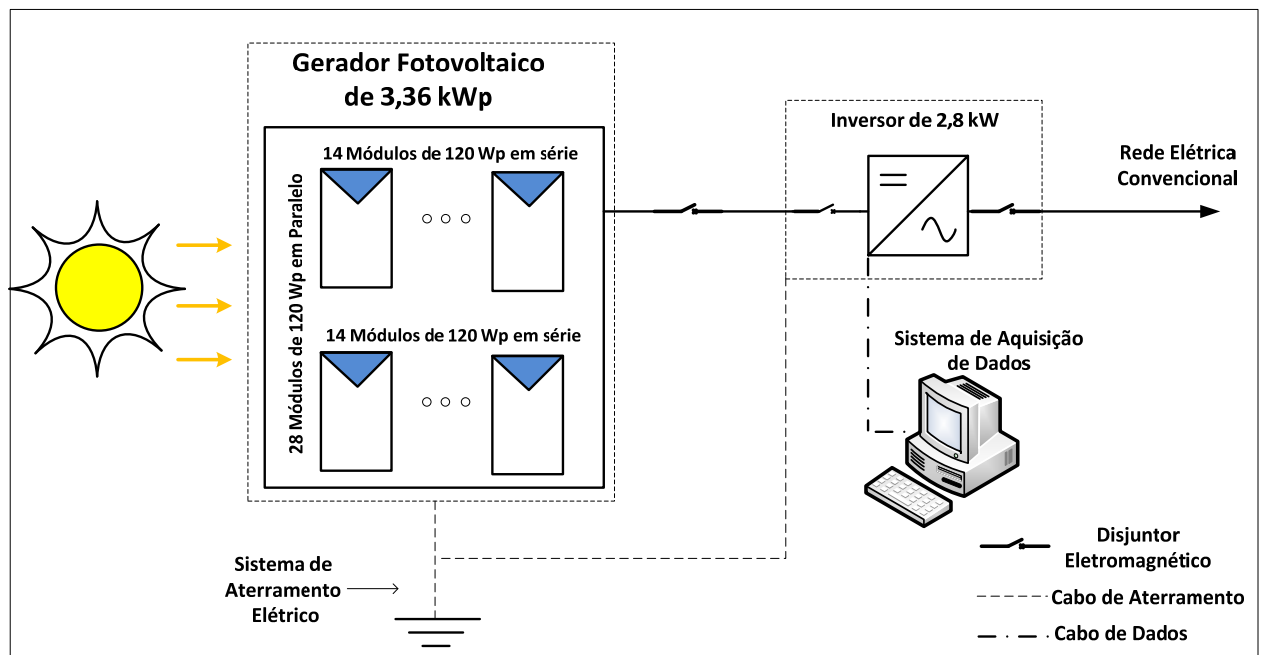 Gerador Fotovoltaico
de 3,36 kWp
14 Módulos de 120 Wp em série
28 Módulos de 120 Wp em Paralelo
14 Módulos de 120 Wp em série
Inversor de 2,8 kW
Rede Elétrica
Convencional
Sistema de Aquisição
de Dados
Sistema de
Aterramento
Elétrico
Disjuntor
Eletromagnético
Cabo de Aterramento
Cabo de Dados